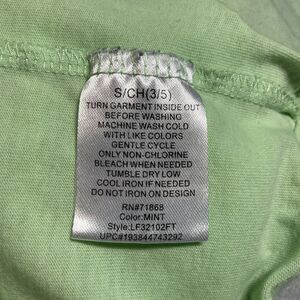 S/CH(3/5)
TURN GARMENT INSIDE OUT
BEFORE WASHING
MACHINE WASH COLD
WITH LIKE COLORS
GENTLE CYCLE
ONLY NON-CHLORINE
BLEACH WHEN NEEDED
TUMBLE DRY LOW
COOL IRON IF NEEDED
DO NOT IRON ON DESIGN
RN#71868
Color:MINT
Style:LF32102FT
UPC#193844743292